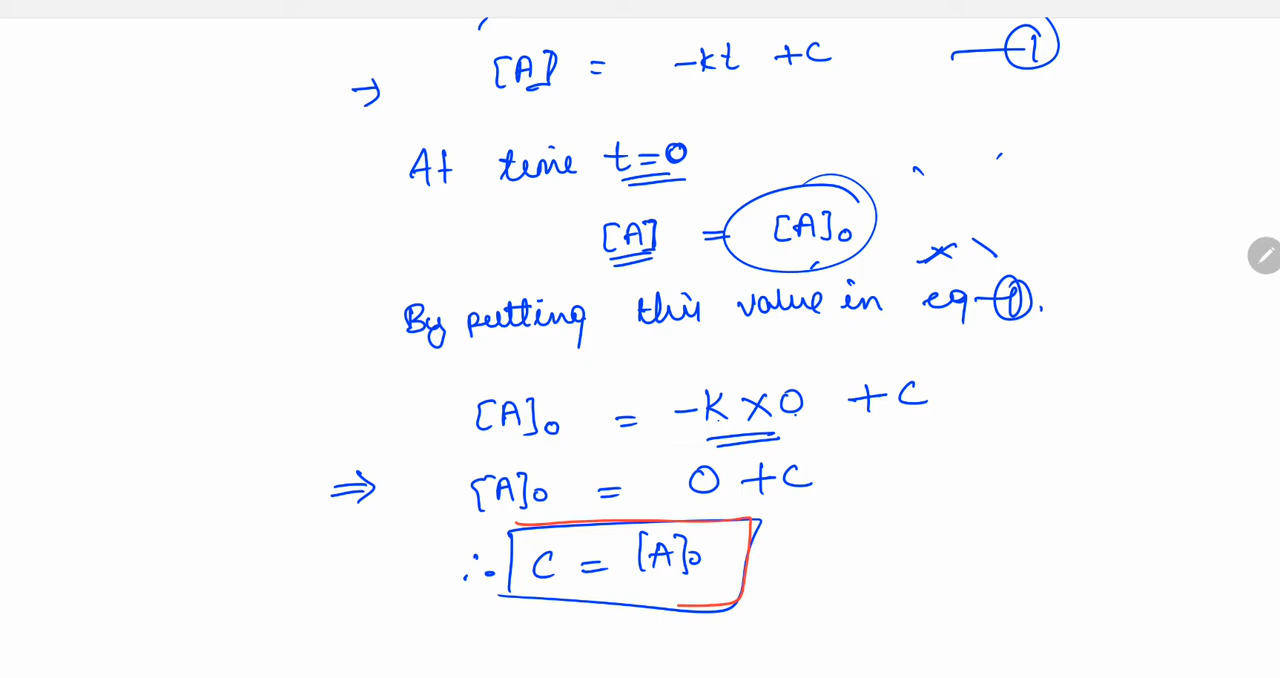 → [A] = -kt +C —①
At time t=0
[A] = [A]₀
By putting this value in eq-①.
[A]₀ = -K×0 +C
⇒ [A]₀ = 0+C
∴ C = [A]₀